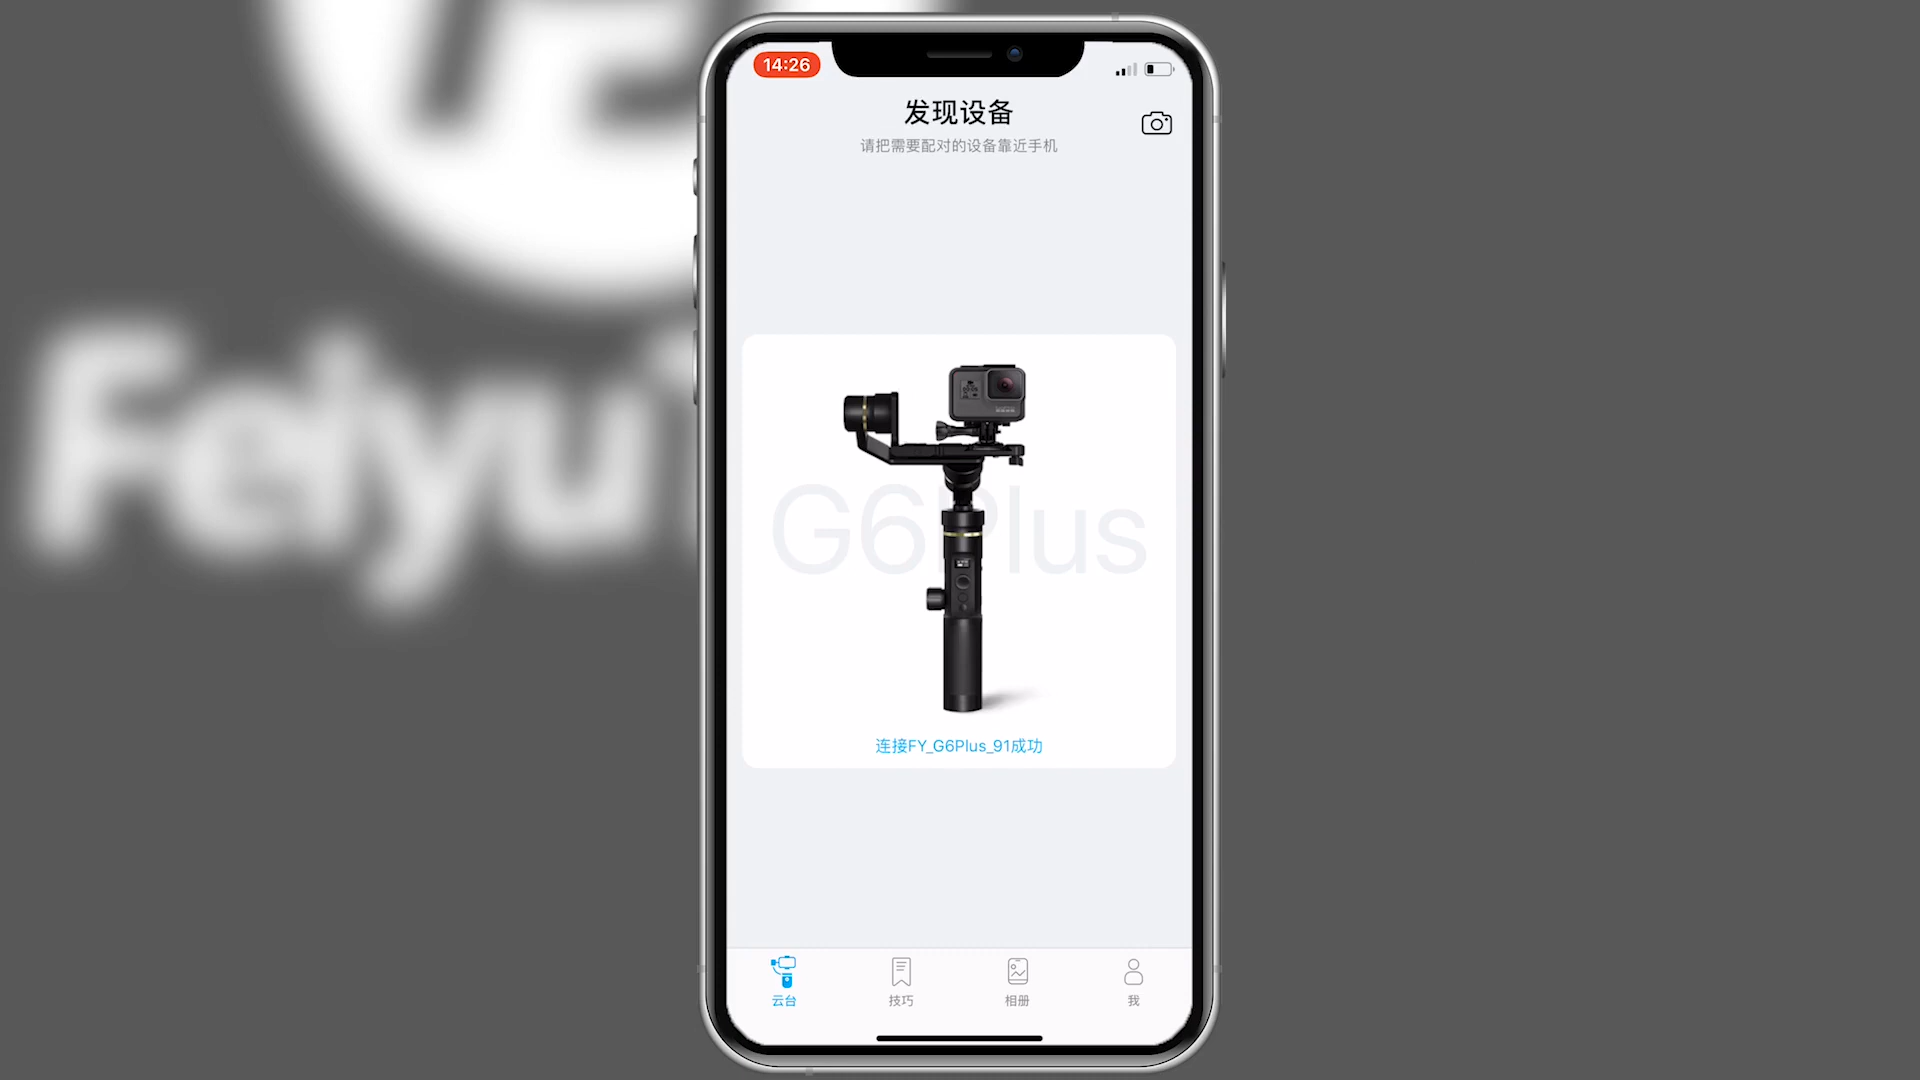 FeiyuT
14:26
发现设备
请把需要配对的设备靠近手机
G6Plus
连接FY_G6Plus_91成功
云台
技巧
相册
我